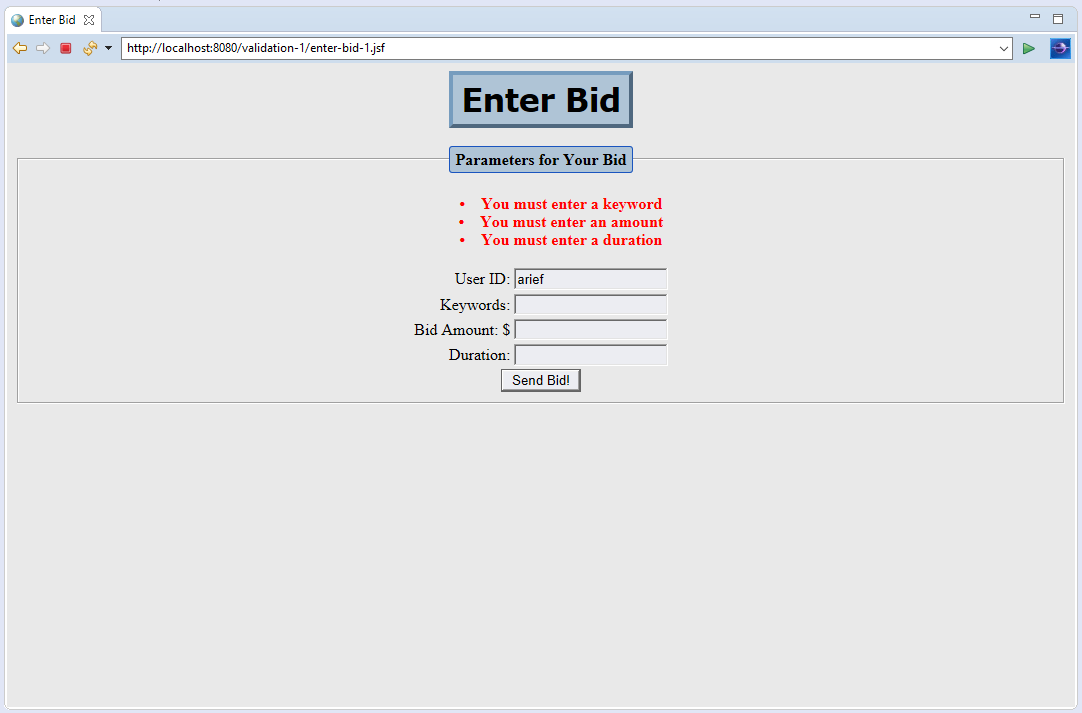 Enter Bid
http://localhost:8080/validation-1/enter-bid-1.jsf
Enter Bid
Parameters for Your Bid
• You must enter a keyword
• You must enter an amount
• You must enter a duration
User ID: arief
Keywords:
Bid Amount: $
Duration:
Send Bid!